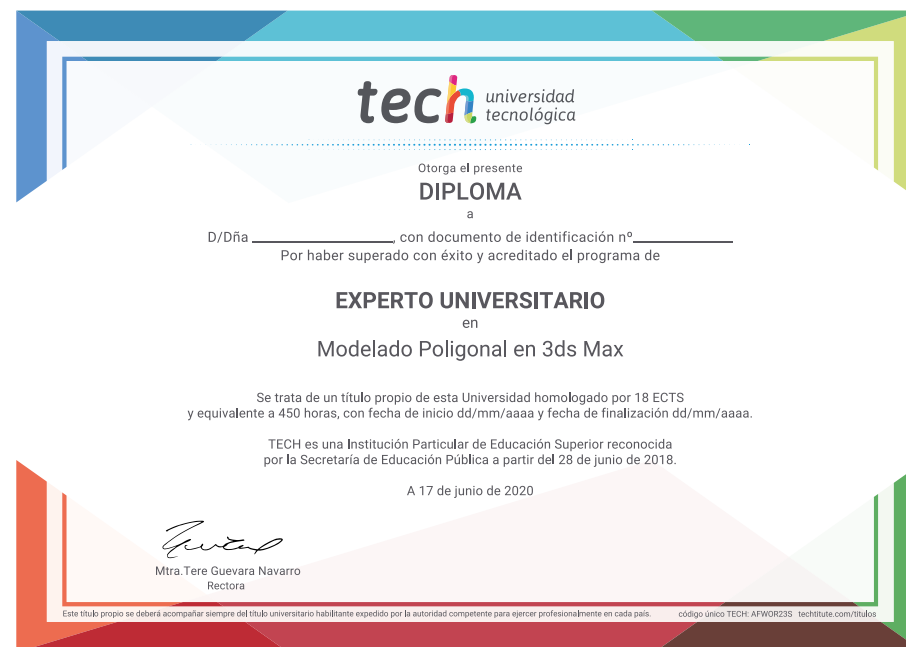 tech universidad
tecnológica
Otorga el presente
DIPLOMA
a
D/Dña ____________________, con documento de identificación nº______________
Por haber superado con éxito y acreditado el programa de
EXPERTO UNIVERSITARIO
en
Modelado Poligonal en 3ds Max
Se trata de un título propio de esta Universidad homologado por 18 ECTS
y equivalente a 450 horas, con fecha de inicio dd/mm/aaaa y fecha de finalización dd/mm/aaaa.
TECH es una Institución Particular de Educación Superior reconocida
por la Secretaría de Educación Pública a partir del 28 de junio de 2018.
A 17 de junio de 2020
Mtra.Tere Guevara Navarro
Rectora
Este título propio se deberá acompañar siempre del título universitario habilitante expedido por la autoridad competente para ejercer profesionalmente en cada país. código único TECH: AFWOR23S techtitute.com/titulos